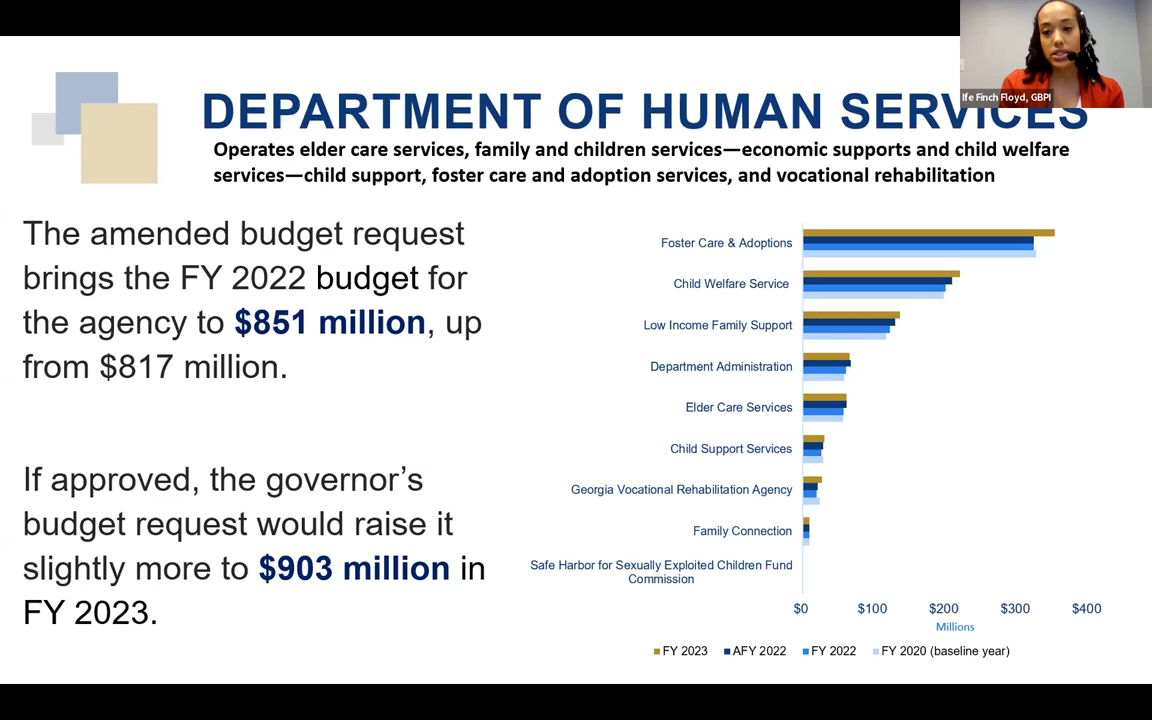 Ife Finch Floyd, GBPI
DEPARTMENT OF HUMAN SERVICES
Operates elder care services, family and children services—economic supports and child welfare
services—child support, foster care and adoption services, and vocational rehabilitation
The amended budget request
brings the FY 2022 budget for
the agency to $851 million, up
from $817 million.
If approved, the governor’s
budget request would raise it
slightly more to $903 million in
FY 2023.
Foster Care & Adoptions
Child Welfare Service
Low Income Family Support
Department Administration
Elder Care Services
Child Support Services
Georgia Vocational Rehabilitation Agency
Family Connection
Safe Harbor for Sexually Exploited Children Fund
Commission
$0 $100 $200 $300 $400
Millions
FY 2023 AFY 2022 FY 2022 FY 2020 (baseline year)